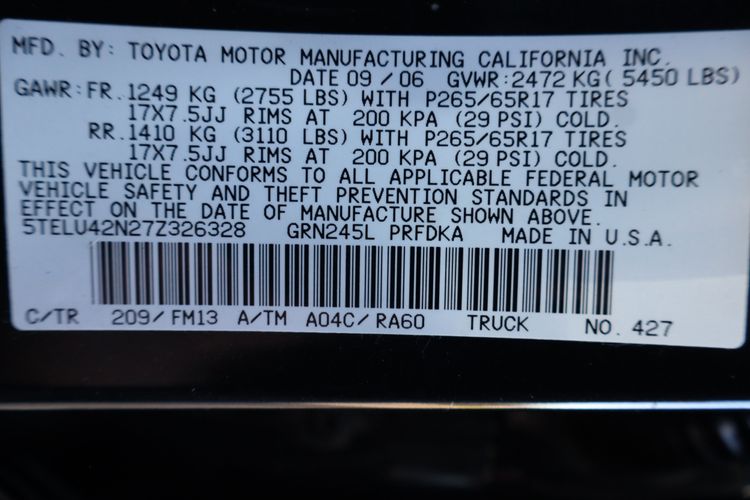 MFD. BY: TOYOTA MOTOR MANUFACTURING CALIFORNIA INC.
DATE 09 / 06 GVWR:2472 KG( 5450 LBS)
GAWR:FR.1249 KG (2755 LBS) WITH P265/65R17 TIRES
17X7.5JJ RIMS AT 200 KPA (29 PSI) COLD.
RR.1410 KG (3110 LBS) WITH P265/65R17 TIRES
17X7.5JJ RIMS AT 200 KPA (29 PSI) COLD.
THIS VEHICLE CONFORMS TO ALL APPLICABLE FEDERAL MOTOR
VEHICLE SAFETY AND THEFT PREVENTION STANDARDS IN
EFFECT ON THE DATE OF MANUFACTURE SHOWN ABOVE.
5TELU42N27Z326328 GRN245L PRFDKA MADE IN U.S.A.
C/TR 209/FM13 A/TM A04C/RA60 TRUCK NO. 427